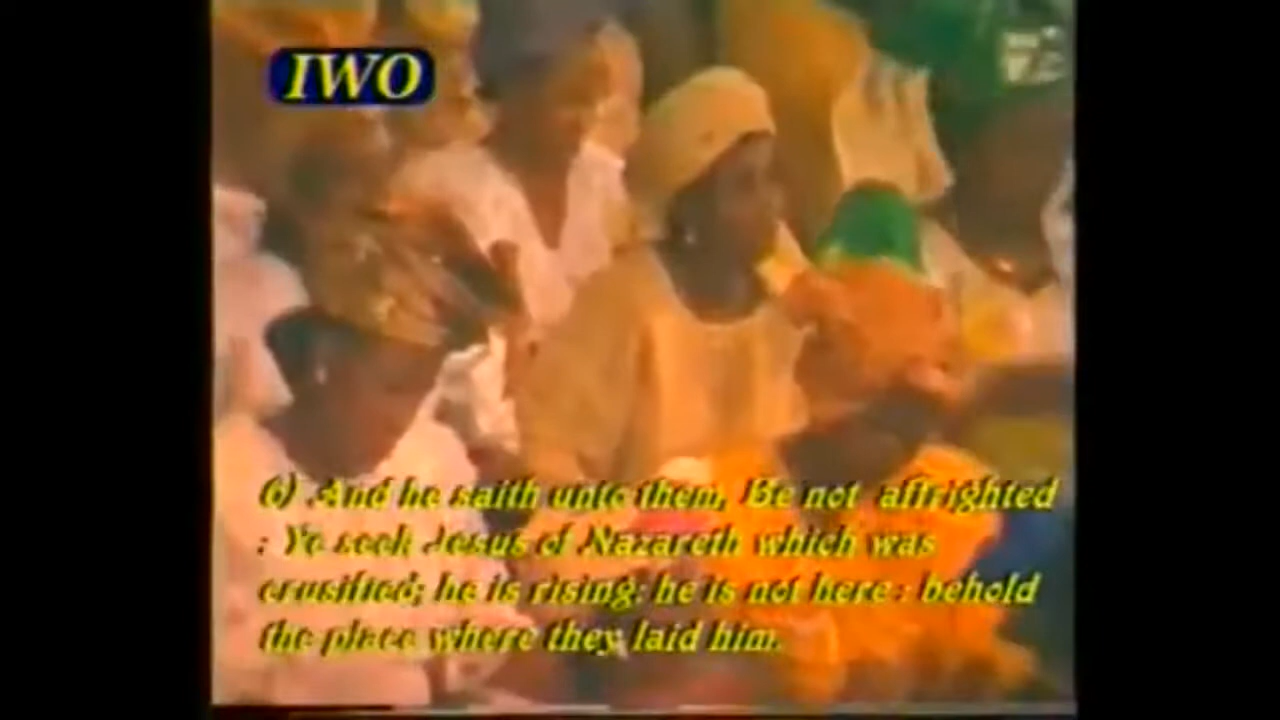 IWO
6) And he saith unto them, Be not affrighted
: Ye seek Jesus of Nazareth which was
crusified; he is rising: he is not here: behold
the place where they laid him.